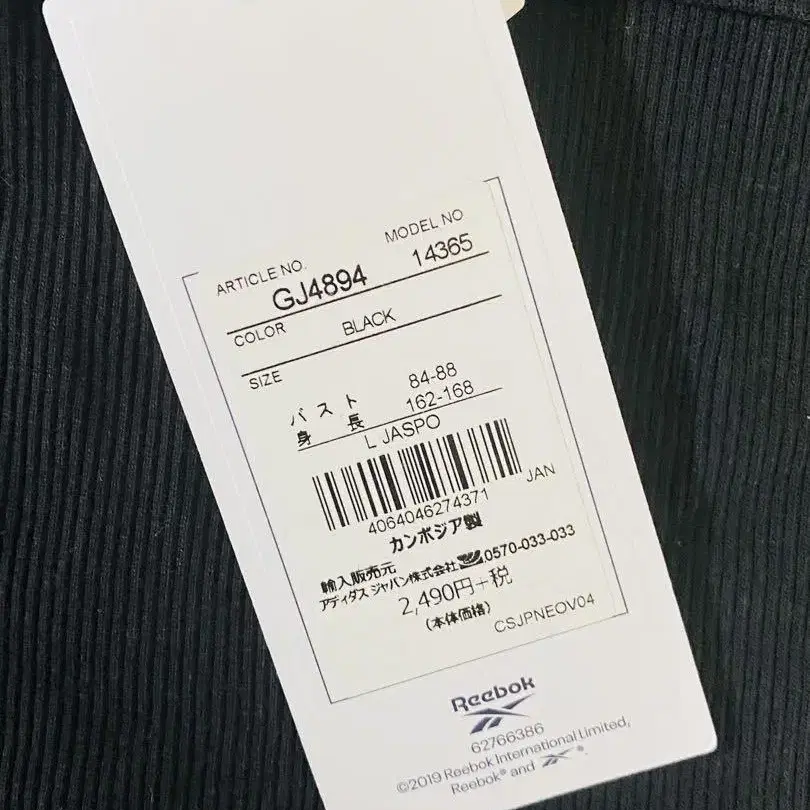 ARTICLE NO. MODEL NO
GJ4894 14365
COLOR BLACK
SIZE
バスト 84-88
身長 162-168
L JASPO
4064046274371 JAN
カンボジア製
輸入販売元
アディダス ジャパン株式会社 0570-033-033
2,490円+税
(本体価格)
CSJPNEOV04
Reebok
62766386
©2019 Reebok International Limited,
Reebok® and ®.